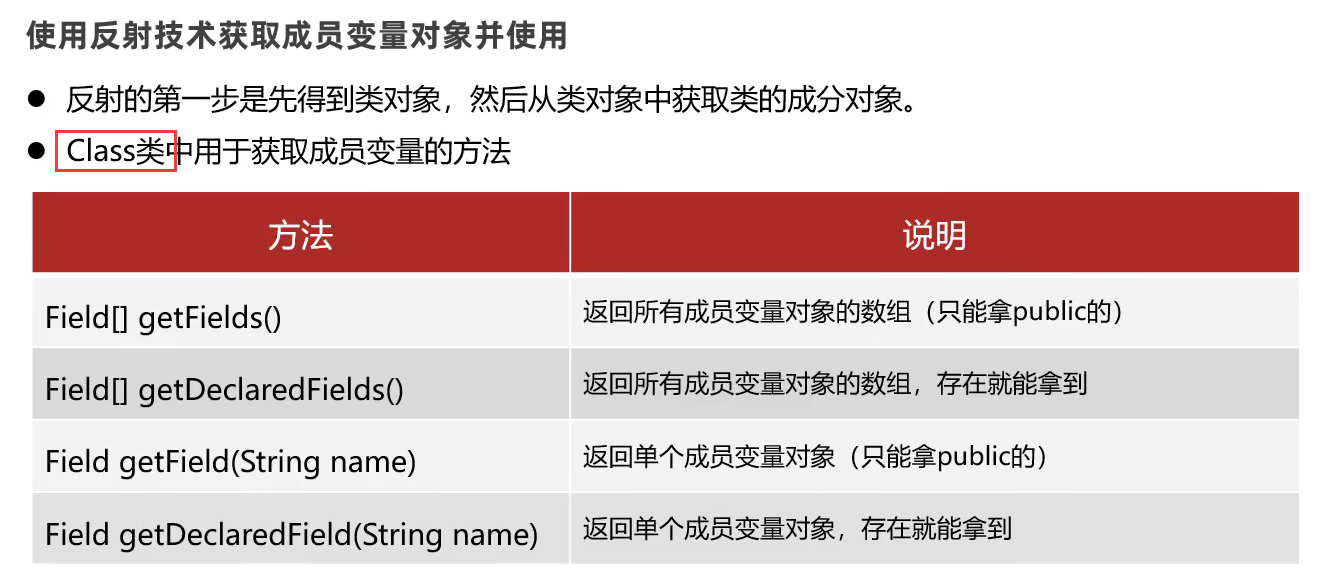 使用反射技术获取成员变量对象并使用
● 反射的第一步是先得到类对象，然后从类对象中获取类的成分对象。
● Class类中用于获取成员变量的方法
方法 说明
Field[] getFields() 返回所有成员变量对象的数组（只能拿public的）
Field[] getDeclaredFields() 返回所有成员变量对象的数组，存在就能拿到
Field getField(String name) 返回单个成员变量对象（只能拿public的）
Field getDeclaredField(String name) 返回单个成员变量对象，存在就能拿到